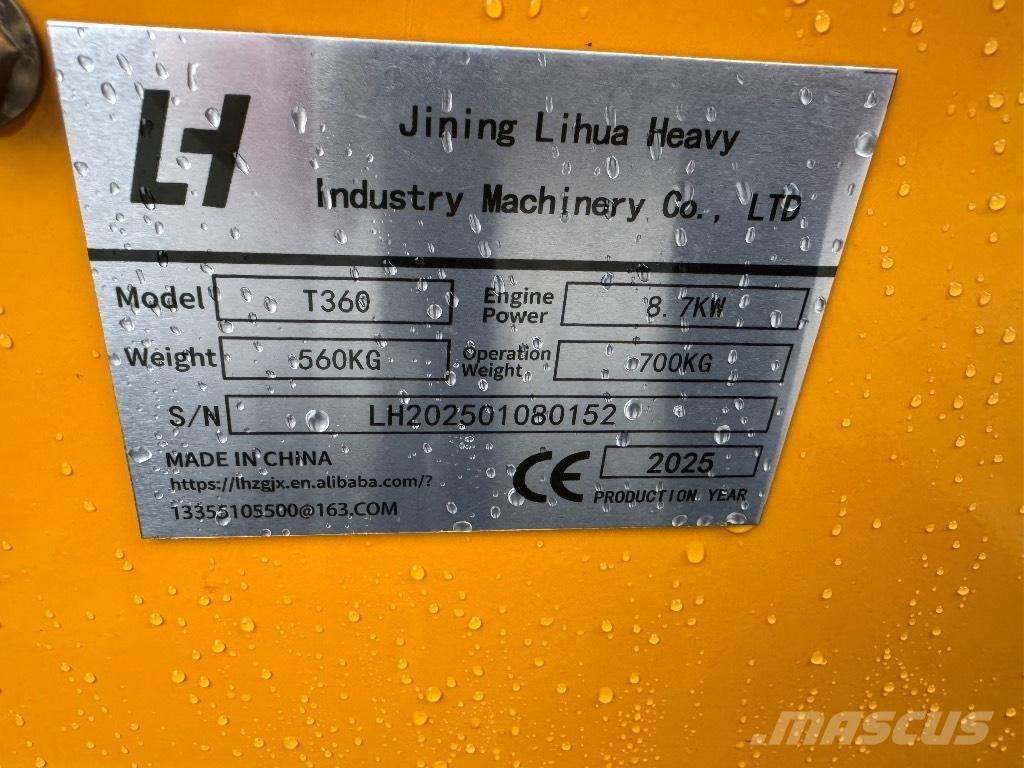 LH
Jining Lihua Heavy
Industry Machinery Co., LTD
Model T360 Engine Power 8.7KW
Weight 560KG Operation Weight 700KG
S/N LH202501080152
MADE IN CHINA
https://lhzgjx.en.alibaba.com/?
13355105500@163.COM
CE 2025
PRODUCTION YEAR
MASCUS